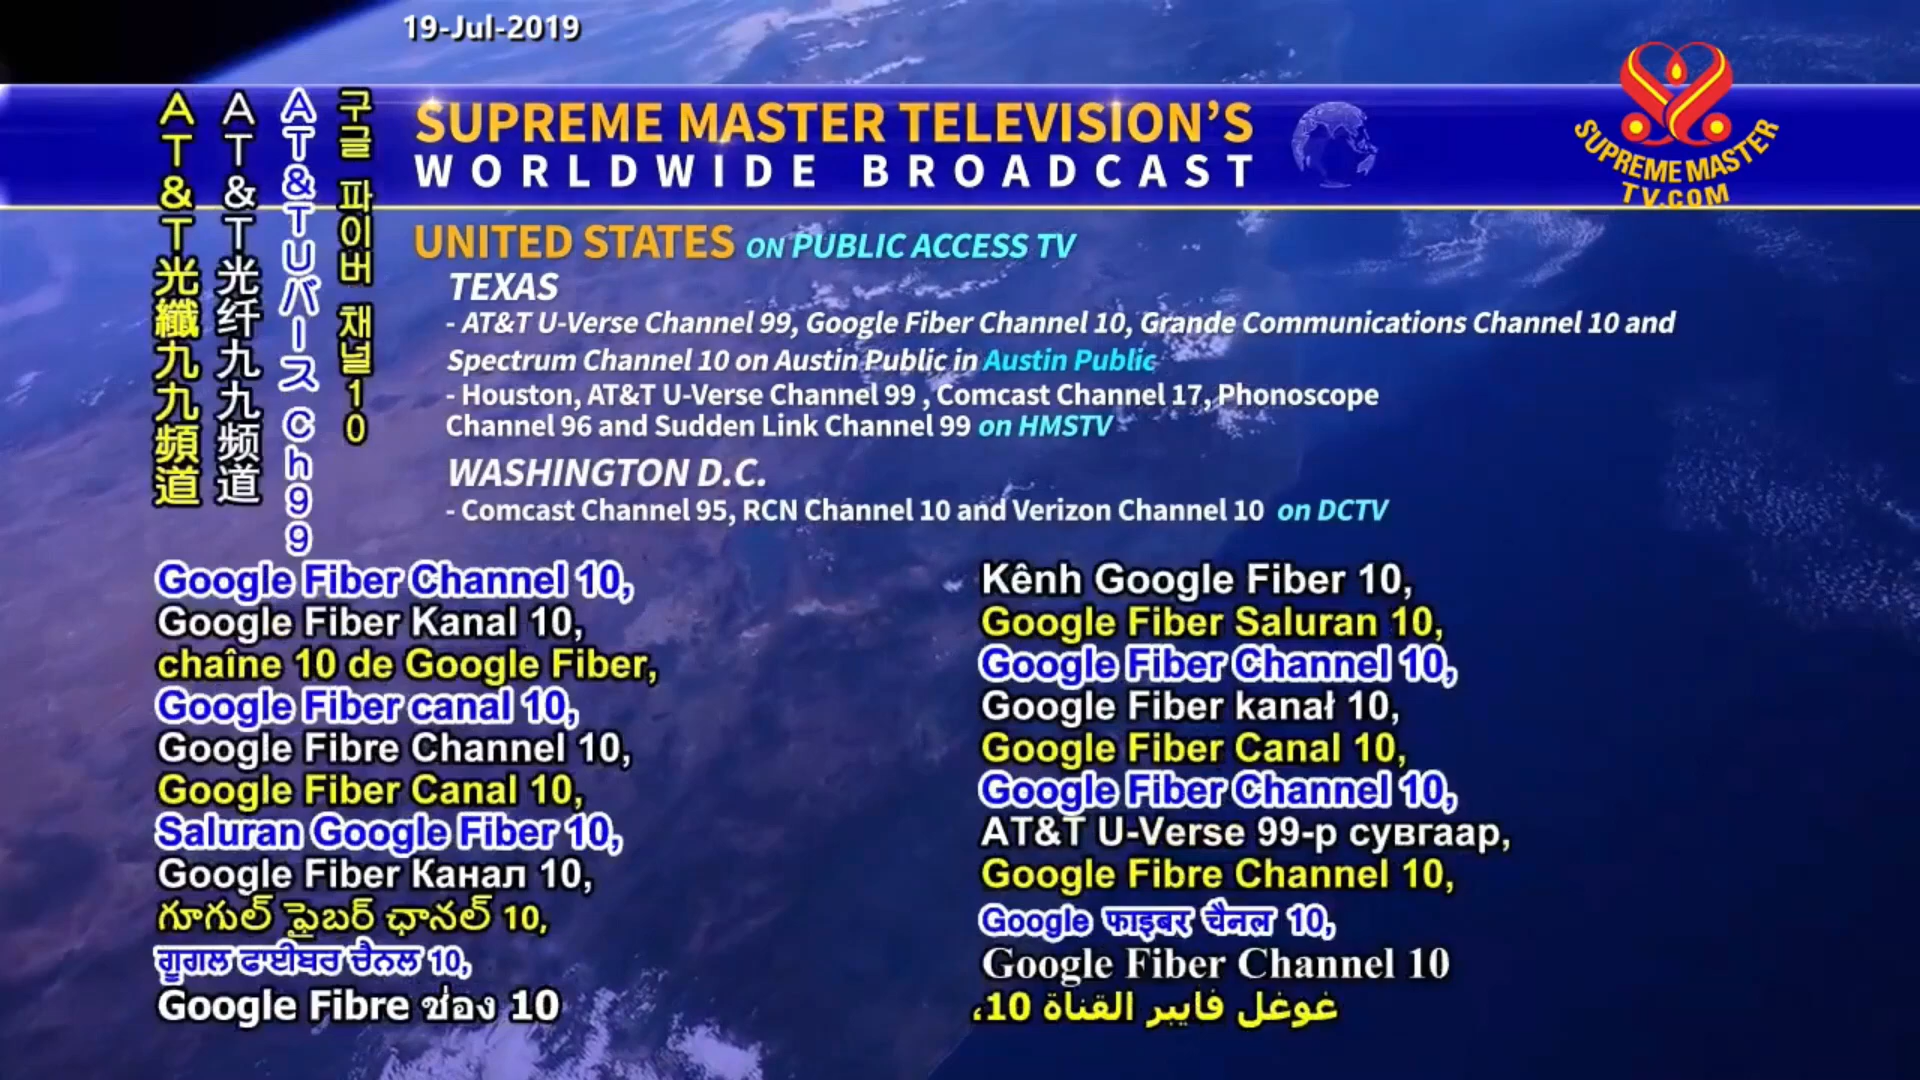 19-Jul-2019
SUPREME MASTER TELEVISION'S
WORLDWIDE BROADCAST
SUPREME MASTER
TV.COM
AT&T光纖九九頻道
AT&T光纤九九频道
AT&TUバース Ch99
구글 파이버 채널10
UNITED STATES ON PUBLIC ACCESS TV
TEXAS
- AT&T U-Verse Channel 99, Google Fiber Channel 10, Grande Communications Channel 10 and
Spectrum Channel 10 on Austin Public in Austin Public
- Houston, AT&T U-Verse Channel 99 , Comcast Channel 17, Phonoscope
Channel 96 and Sudden Link Channel 99 on HMSTV
WASHINGTON D.C.
- Comcast Channel 95, RCN Channel 10 and Verizon Channel 10 on DCTV
Google Fiber Channel 10,
Google Fiber Kanal 10,
chaîne 10 de Google Fiber,
Google Fiber canal 10,
Google Fibre Channel 10,
Google Fiber Canal 10,
Saluran Google Fiber 10,
Google Fiber Канал 10,
గూగుల్ ఫైబర్ ఛానల్ 10,
ਗੂਗਲ ਫਾਈਬਰ ਚੈਨਲ 10,
Google Fibre ช่อง 10
Kênh Google Fiber 10,
Google Fiber Saluran 10,
Google Fiber Channel 10,
Google Fiber kanał 10,
Google Fiber Canal 10,
Google Fiber Channel 10,
AT&T U-Verse 99-р сувгаар,
Google Fibre Channel 10,
Google फाइबर चैनल 10,
Google Fiber Channel 10
غوغل فايبر القناة 10،